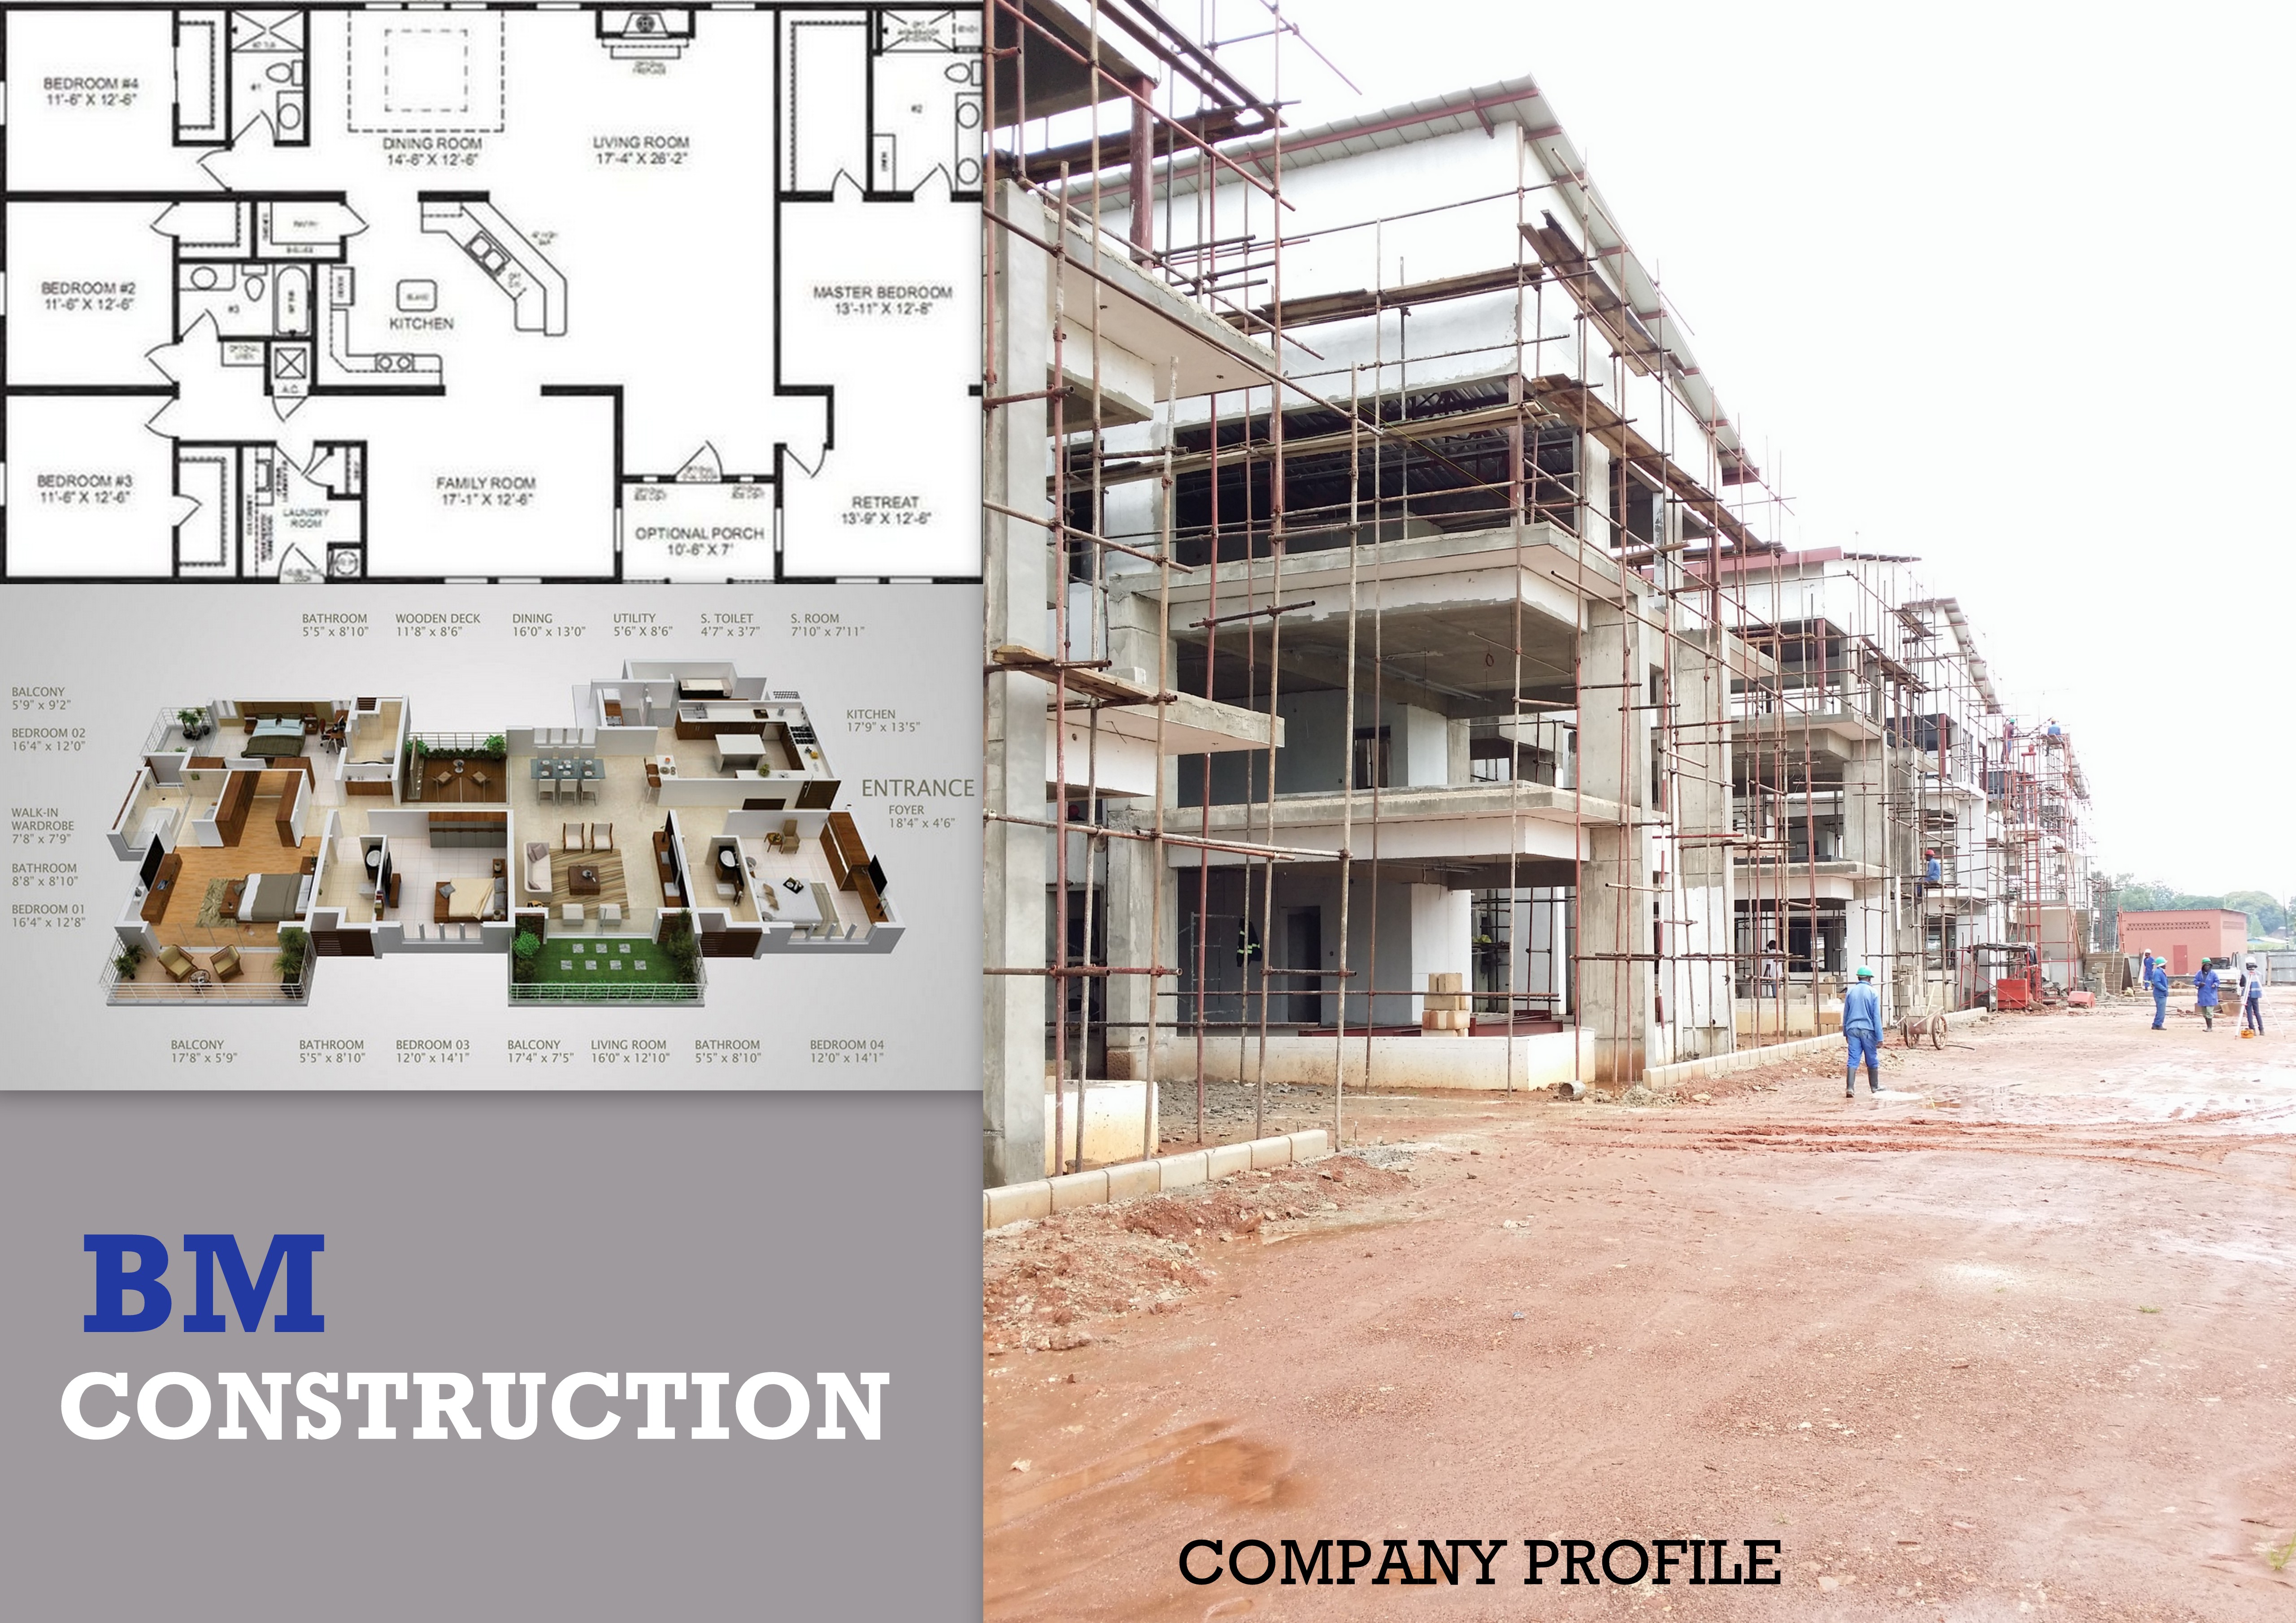 BEDROOM #4
11'-6" X 12'-6"
#1
DINING ROOM
14'-6" X 12'-6"
OPTIONAL
FIREPLACE
LIVING ROOM
17'-4" X 26'-2"
#2
BEDROOM #2
11'-6" X 12'-6"
PANTRY
#3
ISLAND
KITCHEN
A.C.
MASTER BEDROOM
13'-11" X 12'-8"
BEDROOM #3
11'-6" X 12'-6"
LAUNDRY
ROOM
FAMILY ROOM
17'-1" X 12'-6"
OPTIONAL PORCH
10'-6" X 7'
RETREAT
13'-9" X 12'-6"
BATHROOM
5'5" x 8'10"
WOODEN DECK
11'8" x 8'6"
DINING
16'0" x 13'0"
UTILITY
5'6" X 8'6"
S. TOILET
4'7" x 3'7"
S. ROOM
7'10" x 7'11"
BALCONY
5'9" x 9'2"
BEDROOM 02
16'4" x 12'0"
WALK-IN
WARDROBE
7'8" x 7'9"
BATHROOM
8'8" x 8'10"
BEDROOM 01
16'4" x 12'8"
KITCHEN
17'9" x 13'5"
ENTRANCE
FOYER
18'4" x 4'6"
BALCONY
17'8" x 5'9"
BATHROOM
5'5" x 8'10"
BEDROOM 03
12'0" x 14'1"
BALCONY
17'4" x 7'5"
LIVING ROOM
16'0" x 12'10"
BATHROOM
5'5" x 8'10"
BEDROOM 04
12'0" x 14'1"
BM
CONSTRUCTION
COMPANY PROFILE